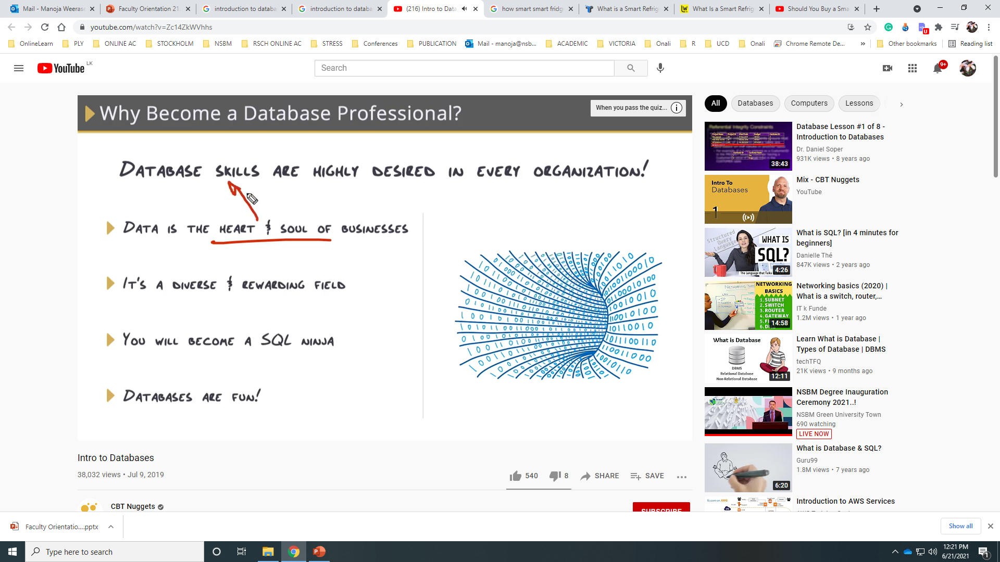 Mail - Manoja Weerase
Faculty Orientation 21
introduction to databa
introduction to databa
(216) Intro to Data
how smart smart fridg
What is a Smart Refrig
What Is a Smart Refrig
Should You Buy a Sma
youtube.com/watch?v=Zc14ZkWVhhs
OnlineLearn
PLY
ONLINE AC
STOCKHOLM
NSBM
RSCH ONLINE AC
STRESS
Conferences
PUBLICATION
Mail - manoja@nsb...
ACADEMIC
VICTORIA
Onali
R
UCD
Onali
Chrome Remote De...
»
Other bookmarks
Reading list
YouTube LK
Search
9+
Why Become a Database Professional?
When you pass the quiz...
DATABASE SKILLS ARE HIGHLY DESIRED IN EVERY ORGANIZATION!
DATA IS THE HEART & SOUL OF BUSINESSES
IT'S A DIVERSE & REWARDING FIELD
YOU WILL BECOME A SQL NINJA
DATABASES ARE FUN!
Intro to Databases
38,032 views • Jul 9, 2019
540
8
SHARE
SAVE
CBT Nuggets
SUBSCRIBE
All
Databases
Computers
Lessons
38:43
Database Lesson #1 of 8 -
Introduction to Databases
Dr. Daniel Soper
931K views • 8 years ago
Intro To
Databases
1
Mix - CBT Nuggets
YouTube
Structured
Query
Language
WHAT IS
SQL?
4:26
What is SQL? [in 4 minutes for
beginners]
Danielle Thé
847K views • 2 years ago
NETWORKING
BASICS
1.SUBNET
2.SWITCH
3.ROUTER
4.GATEWAY
14:58
Networking basics (2020) |
What is a switch, router,...
IT k Funde
1.2M views • 1 year ago
What is Database
DBMS
Relational Database
Non-Relational Database
12:11
Learn What is Database |
Types of Database | DBMS
techTFQ
21K views • 9 months ago
NSBM Degree Inauguration
Ceremony 2021..!
NSBM Green University Town
690 watching
LIVE NOW
6:20
What is Database & SQL?
Guru99
1.8M views • 7 years ago
Introduction to AWS Services
Faculty Orientatio....pptx
Show all
Type here to search
12:21 PM
6/21/2021
1